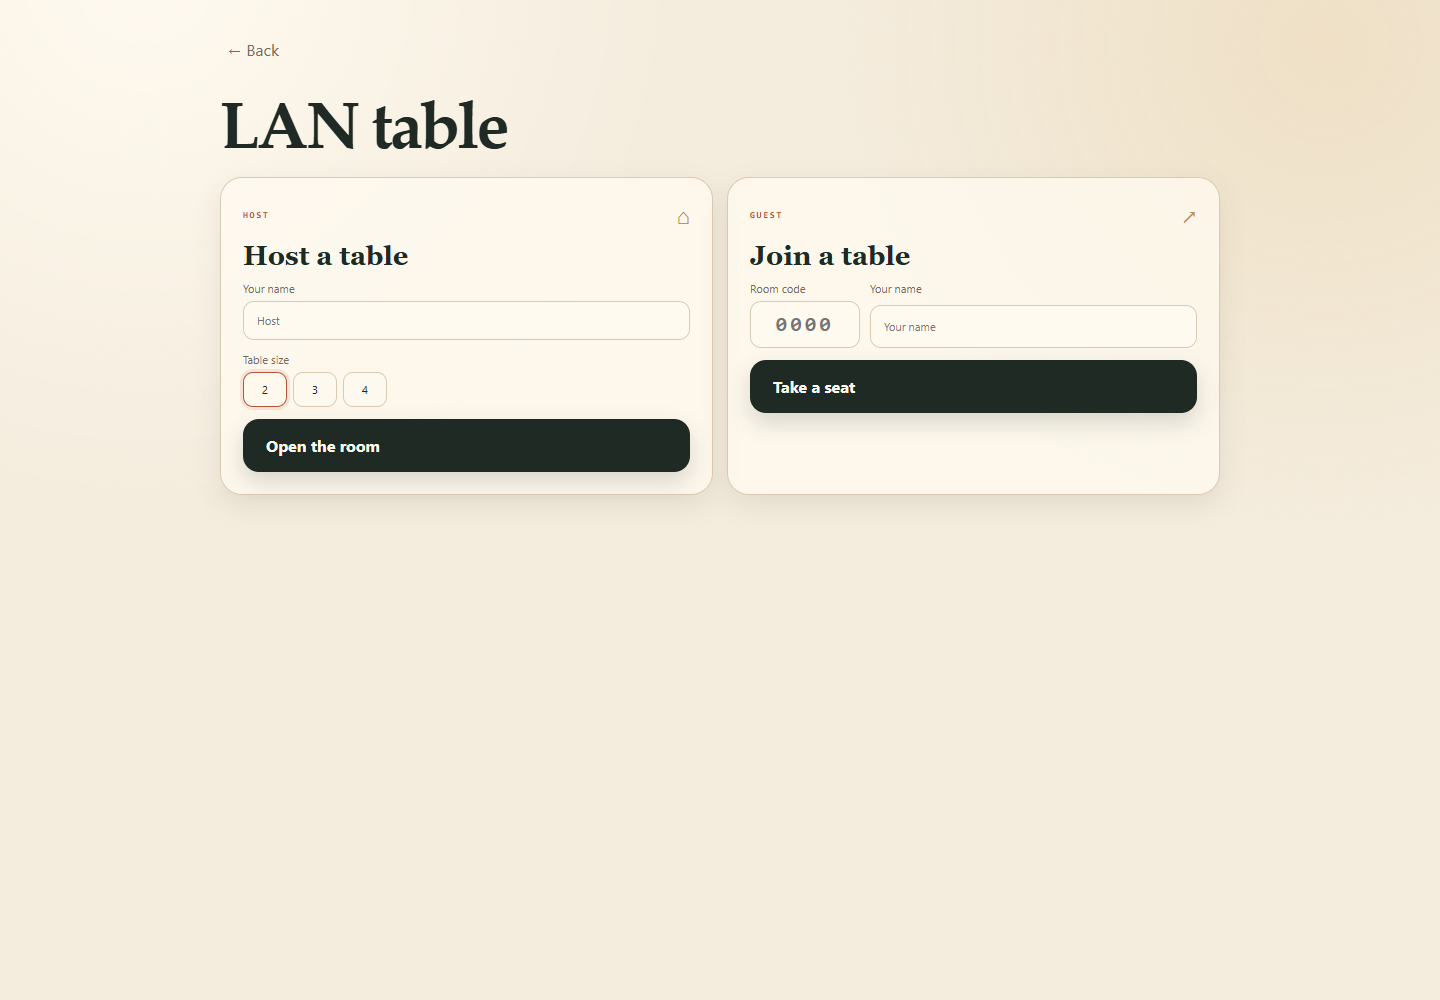 ← Back
LAN table
HOST
Host a table
Your name
Host
Table size
2 3 4
Open the room
GUEST
Join a table
Room code Your name
0000 Your name
Take a seat